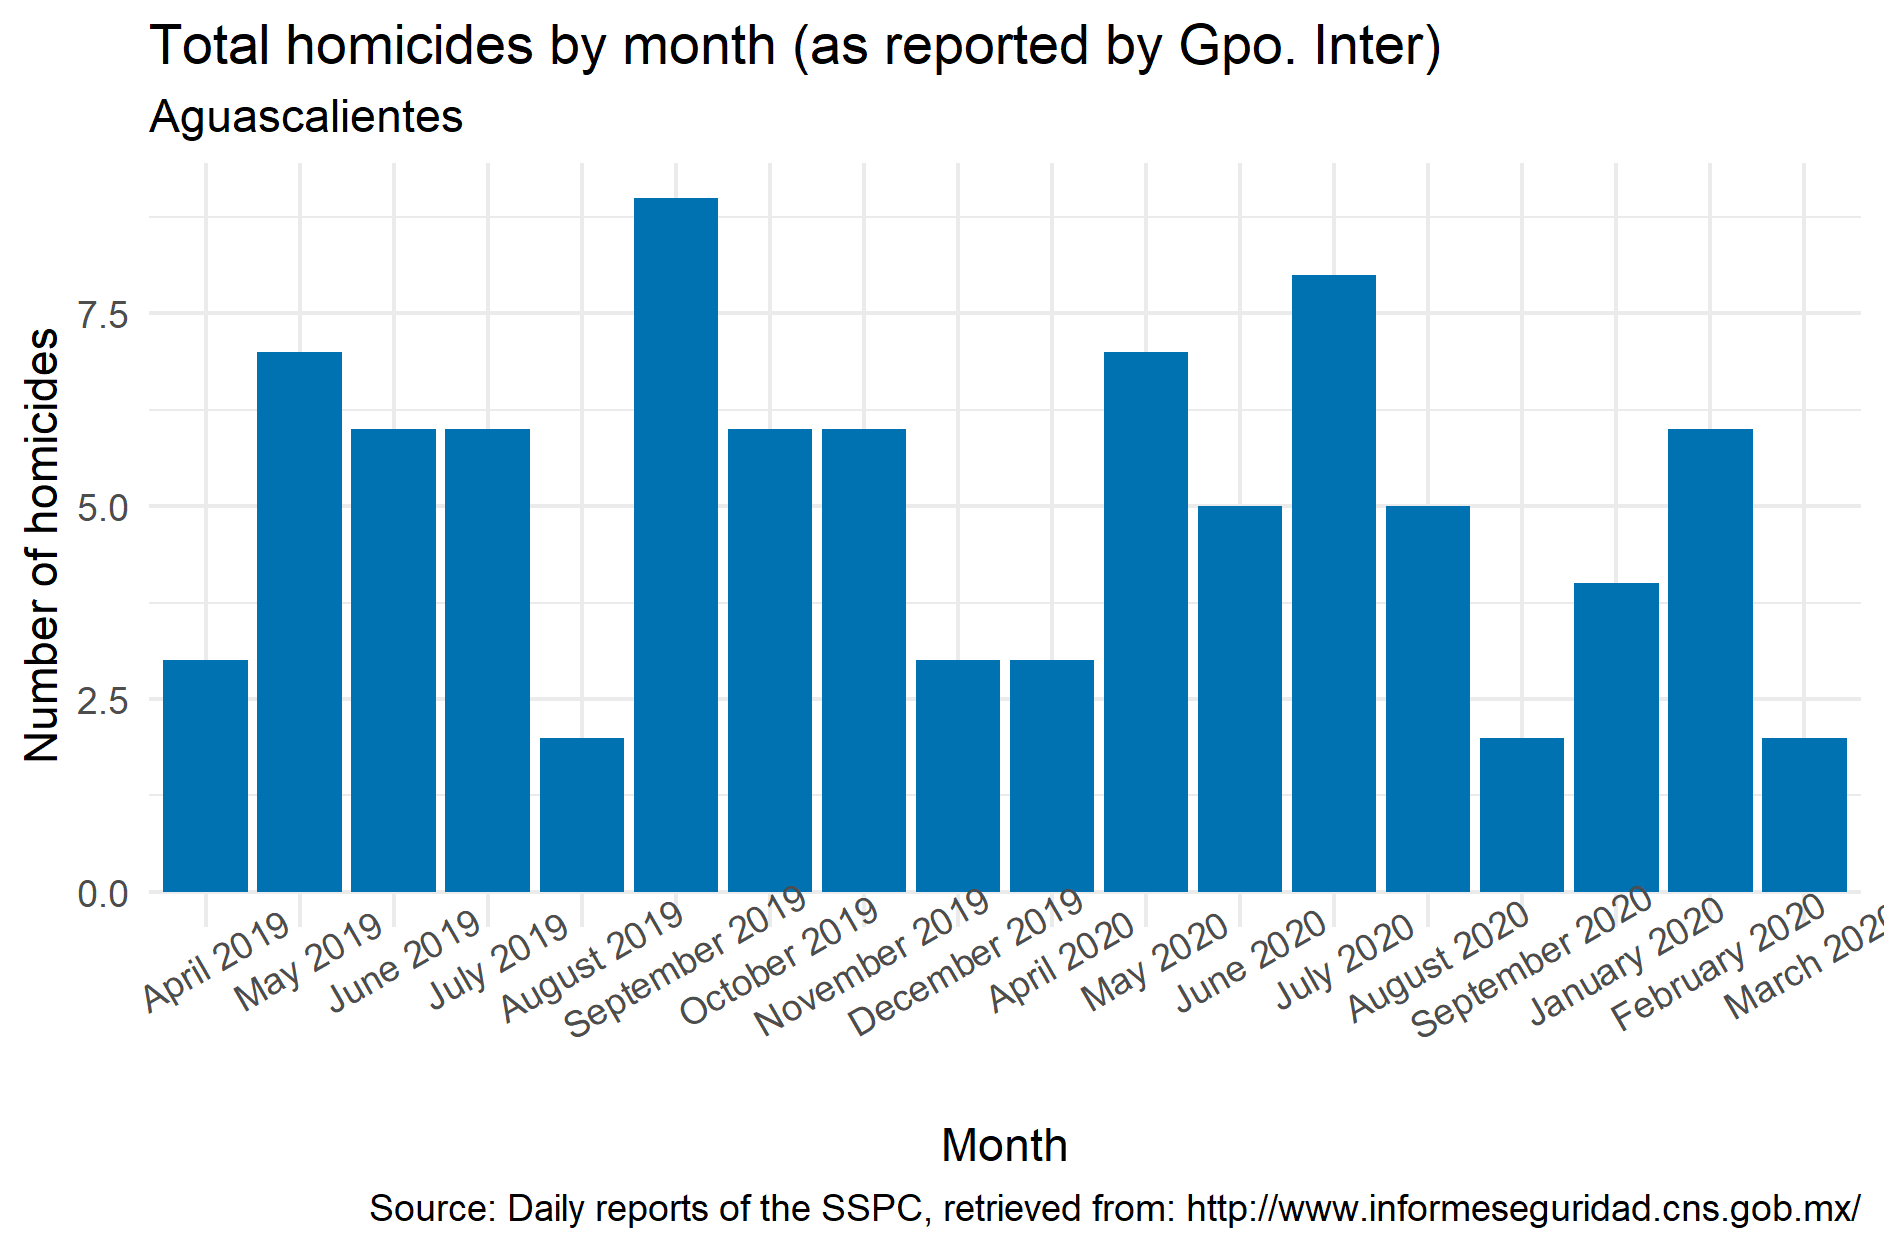 Total homicides by month (as reported by Gpo. Inter)
Aguascalientes
Number of homicides
7.5
5.0
2.5
0.0
April 2019
May 2019
June 2019
July 2019
August 2019
September 2019
October 2019
November 2019
December 2019
April 2020
May 2020
June 2020
July 2020
August 2020
September 2020
January 2020
February 2020
March 2020
Month
Source: Daily reports of the SSPC, retrieved from: http://www.informeseguridad.cns.gob.mx/